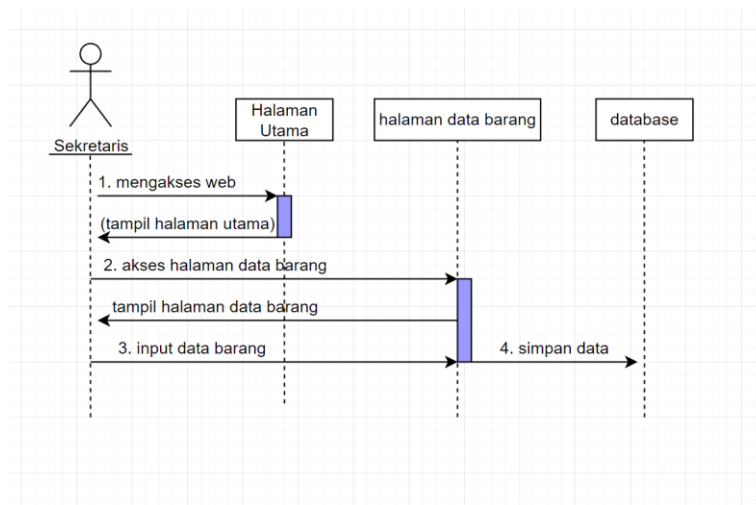 Halaman
Utama
halaman data barang
database
Sekretaris
1. mengakses web
(tampil halaman utama)
2. akses halaman data barang
tampil halaman data barang
3. input data barang
4. simpan data